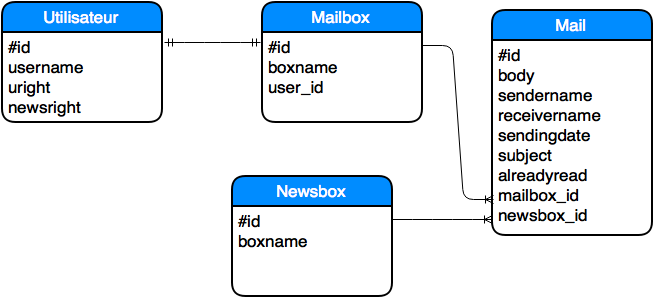 Utilisateur
#id
username
uright
newsright
Mailbox
#id
boxname
user_id
Mail
#id
body
sendername
receivername
sendingdate
subject
alreadyread
mailbox_id
newsbox_id
Newsbox
#id
boxname